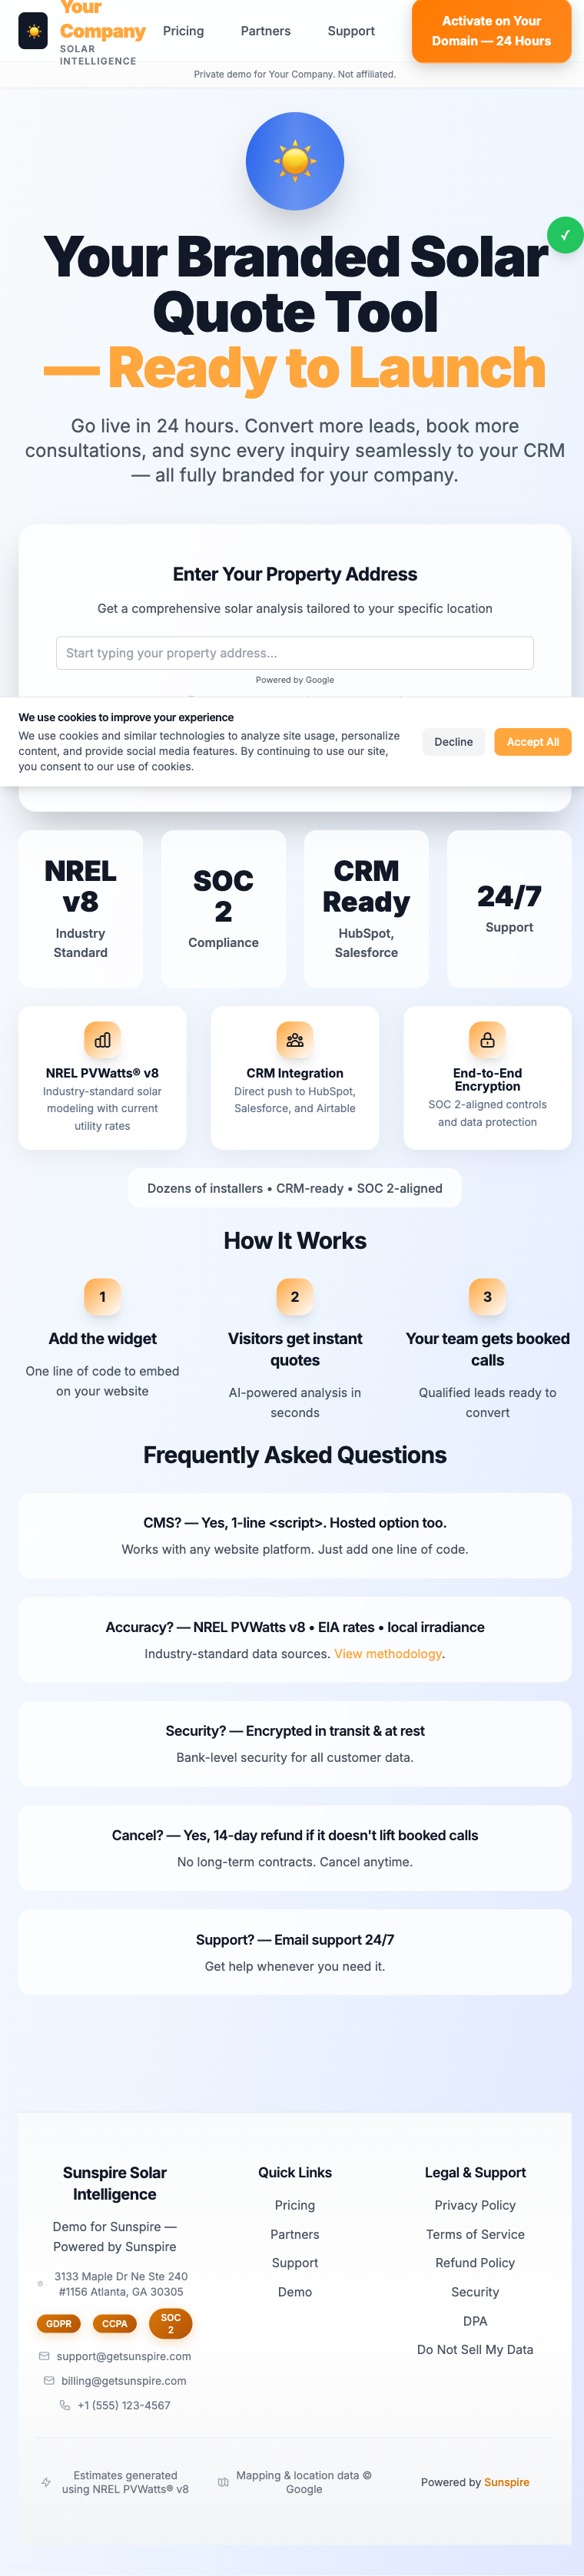 Your
Company
SOLAR
INTELLIGENCE
Pricing
Partners
Support
Activate on Your
Domain — 24 Hours
Private demo for Your Company. Not affiliated.
Your Branded Solar
Quote Tool
— Ready to Launch
Go live in 24 hours. Convert more leads, book more
consultations, and sync every inquiry seamlessly to your CRM
— all fully branded for your company.
Enter Your Property Address
Get a comprehensive solar analysis tailored to your specific location
Start typing your property address...
Powered by Google
We use cookies to improve your experience
We use cookies and similar technologies to analyze site usage, personalize
content, and provide social media features. By continuing to use our site,
you consent to our use of cookies.
Decline
Accept All
NREL
v8
Industry
Standard
SOC
2
Compliance
CRM
Ready
HubSpot,
Salesforce
24/7
Support
NREL PVWatts® v8
Industry-standard solar
modeling with current
utility rates
CRM Integration
Direct push to HubSpot,
Salesforce, and Airtable
End-to-End
Encryption
SOC 2-aligned controls
and data protection
Dozens of installers • CRM-ready • SOC 2-aligned
How It Works
1
Add the widget
One line of code to embed
on your website
2
Visitors get instant
quotes
AI-powered analysis in
seconds
3
Your team gets booked
calls
Qualified leads ready to
convert
Frequently Asked Questions
CMS? — Yes, 1-line <script>. Hosted option too.
Works with any website platform. Just add one line of code.
Accuracy? — NREL PVWatts v8 • EIA rates • local irradiance
Industry-standard data sources. View methodology.
Security? — Encrypted in transit & at rest
Bank-level security for all customer data.
Cancel? — Yes, 14-day refund if it doesn't lift booked calls
No long-term contracts. Cancel anytime.
Support? — Email support 24/7
Get help whenever you need it.
Sunspire Solar
Intelligence
Demo for Sunspire —
Powered by Sunspire
3133 Maple Dr Ne Ste 240
#1156 Atlanta, GA 30305
GDPR
CCPA
SOC
2
support@getsunspire.com
billing@getsunspire.com
+1 (555) 123-4567
Quick Links
Pricing
Partners
Support
Demo
Legal & Support
Privacy Policy
Terms of Service
Refund Policy
Security
DPA
Do Not Sell My Data
Estimates generated
using NREL PVWatts® v8
Mapping & location data ©
Google
Powered by Sunspire